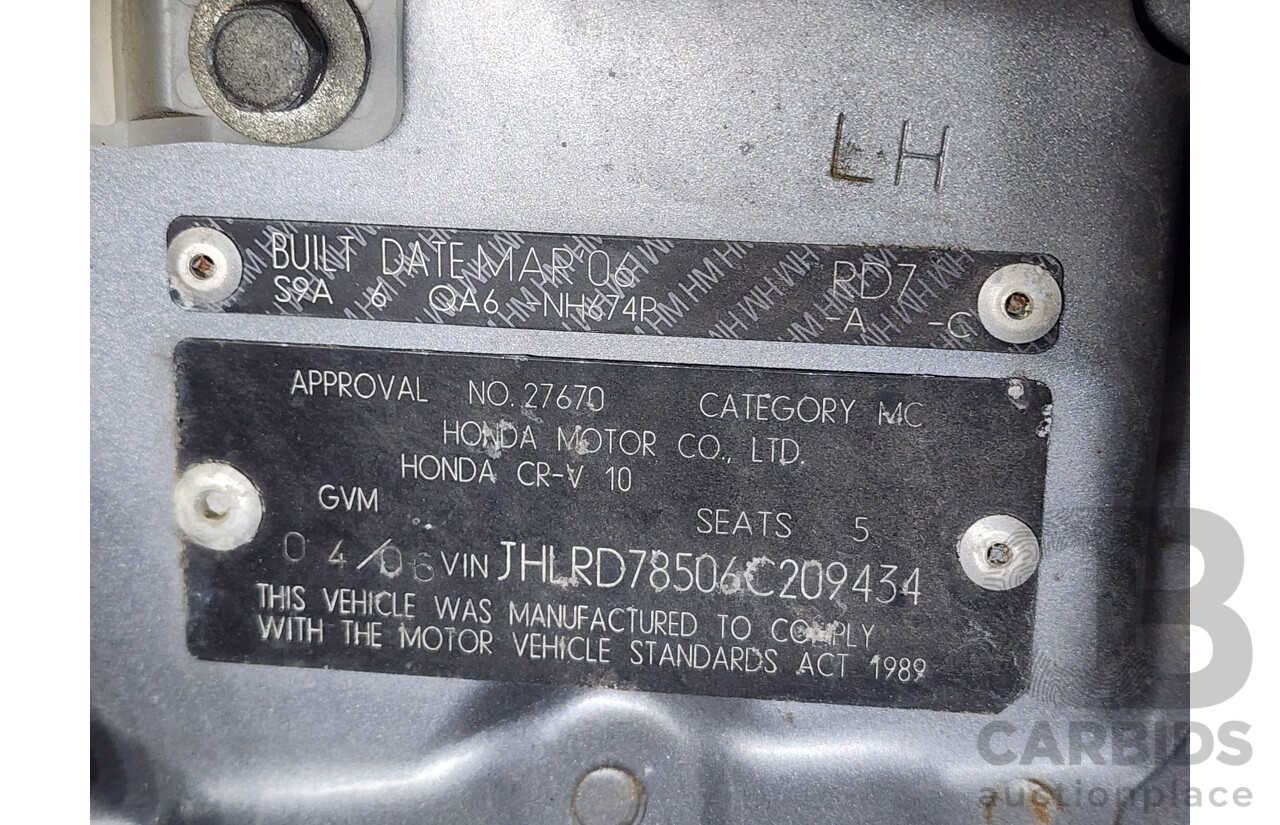 LH
BUILT DATE MAR 06 RD7
S9A 6 QA6 -NH674P -A -C
APPROVAL NO. 27670 CATEGORY MC
HONDA MOTOR CO., LTD.
HONDA CR-V 10
GVM SEATS 5
04/06 VIN JHLRD78506C209434
THIS VEHICLE WAS MANUFACTURED TO COMPLY
WITH THE MOTOR VEHICLE STANDARDS ACT 1989
B
CARBIDS
auctionplace